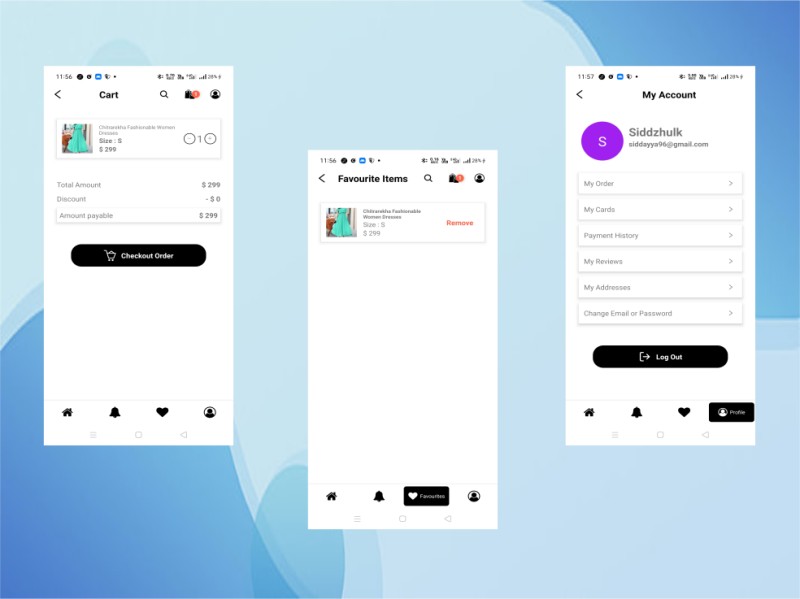 11:56
28%
Cart
Chitrarekha Fashionable Women
Dresses
Size : S
$ 299
1
Total Amount $ 299
Discount - $ 0
Amount payable $ 299
Checkout Order
11:56
28%
Favourite Items
Chitrarekha Fashionable
Women Dresses
Size : S
$ 299
Remove
Favourites
11:57
28%
My Account
S
Siddzhulk
siddayya96@gmail.com
My Order
My Cards
Payment History
My Reviews
My Addresses
Change Email or Password
Log Out
Profile